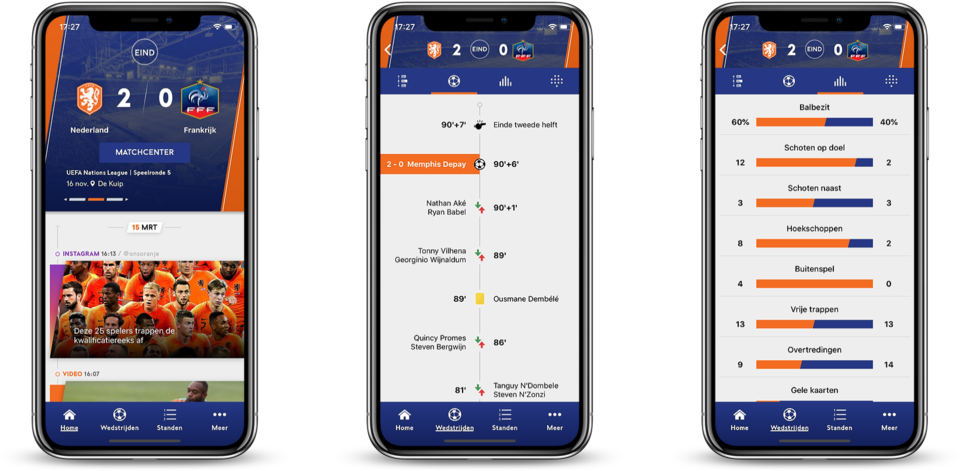 17:27
EIND
2 0
FFF
Nederland Frankrijk
MATCHCENTER
UEFA Nations League | Speelronde 5
16 nov. De Kuip
15 MRT
INSTAGRAM 16:13 / @onsoranje
Deze 25 spelers trappen de
kwalificatiereeks af
VIDEO 16:07
Home Wedstrijden Standen Meer
17:27
2 EIND 0
90'+7' Einde tweede helft
2 - 0 Memphis Depay 90'+6'
Nathan Aké
Ryan Babel
90'+1'
Tonny Vilhena
Georginio Wijnaldum
89'
89' Ousmane Dembélé
Quincy Promes
Steven Bergwijn
86'
81'
Tanguy N'Dombele
Steven N'Zonzi
Home Wedstrijden Standen Meer
17:27
2 EIND 0
Balbezit
60% 40%
Schoten op doel
12 2
Schoten naast
3 3
Hoekschoppen
8 2
Buitenspel
4 0
Vrije trappen
13 13
Overtredingen
9 14
Gele kaarten
Home Wedstrijden Standen Meer